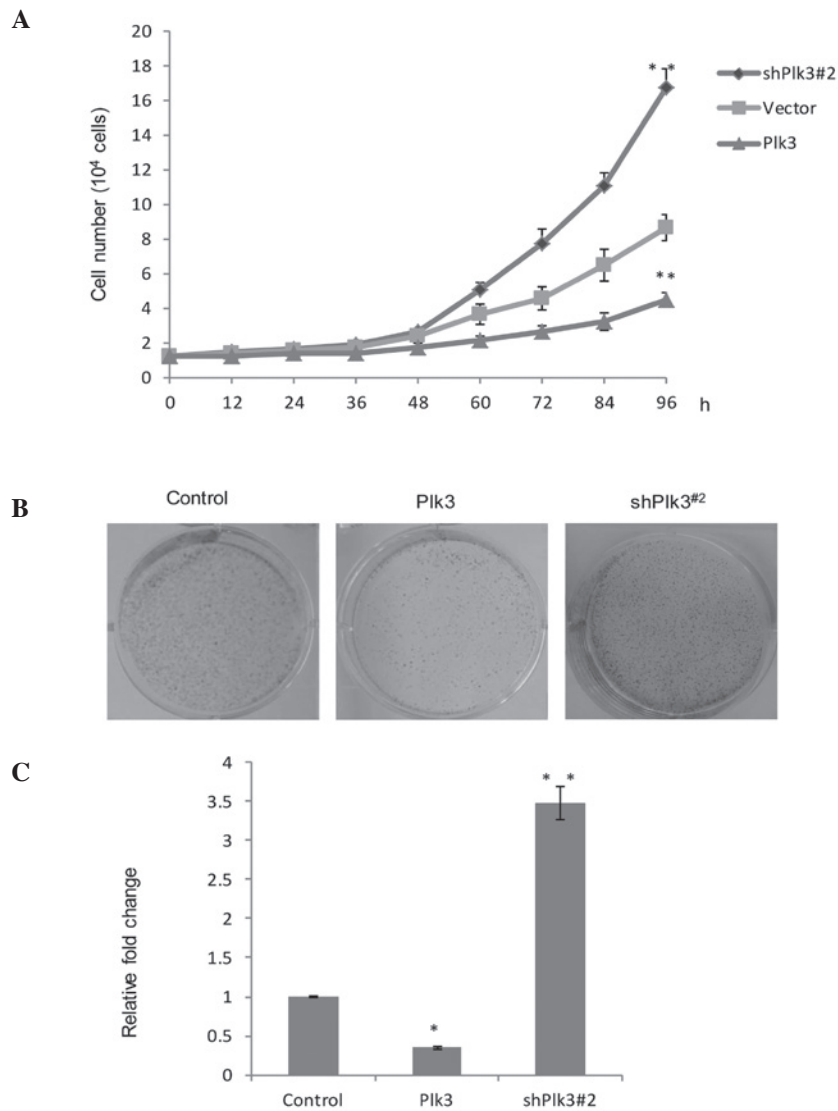 A
20
18
16
14
12
10
8
6
4
2
0
Cell number (10⁴ cells)
0 12 24 36 48 60 72 84 96 h
* *
* *
shPlk3#2
Vector
Plk3
B
Control Plk3 shPlk3#2
C
4
3.5
3
2.5
2
1.5
1
0.5
0
Relative fold change
*
* *
Control Plk3 shPlk3#2